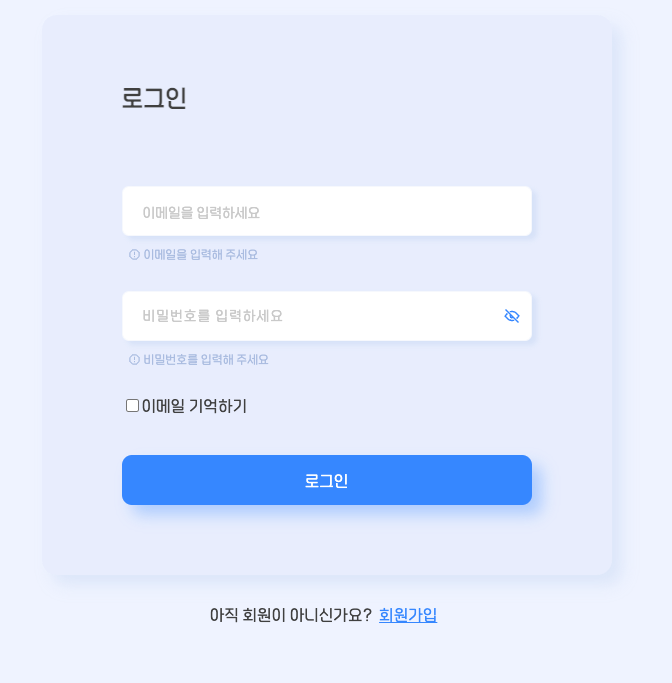 로그인
이메일을 입력하세요
이메일을 입력해 주세요
비밀번호를 입력하세요
비밀번호를 입력해 주세요
이메일 기억하기
로그인
아직 회원이 아니신가요? 회원가입